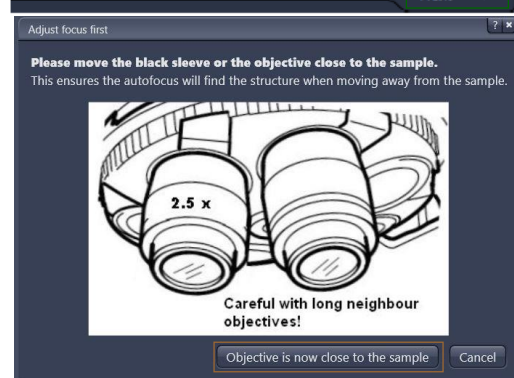 Adjust focus first
? ×
Please move the black sleeve or the objective close to the sample.
This ensures the autofocus will find the structure when moving away from the sample.
2.5 x
Careful with long neighbour
objectives!
Objective is now close to the sample
Cancel